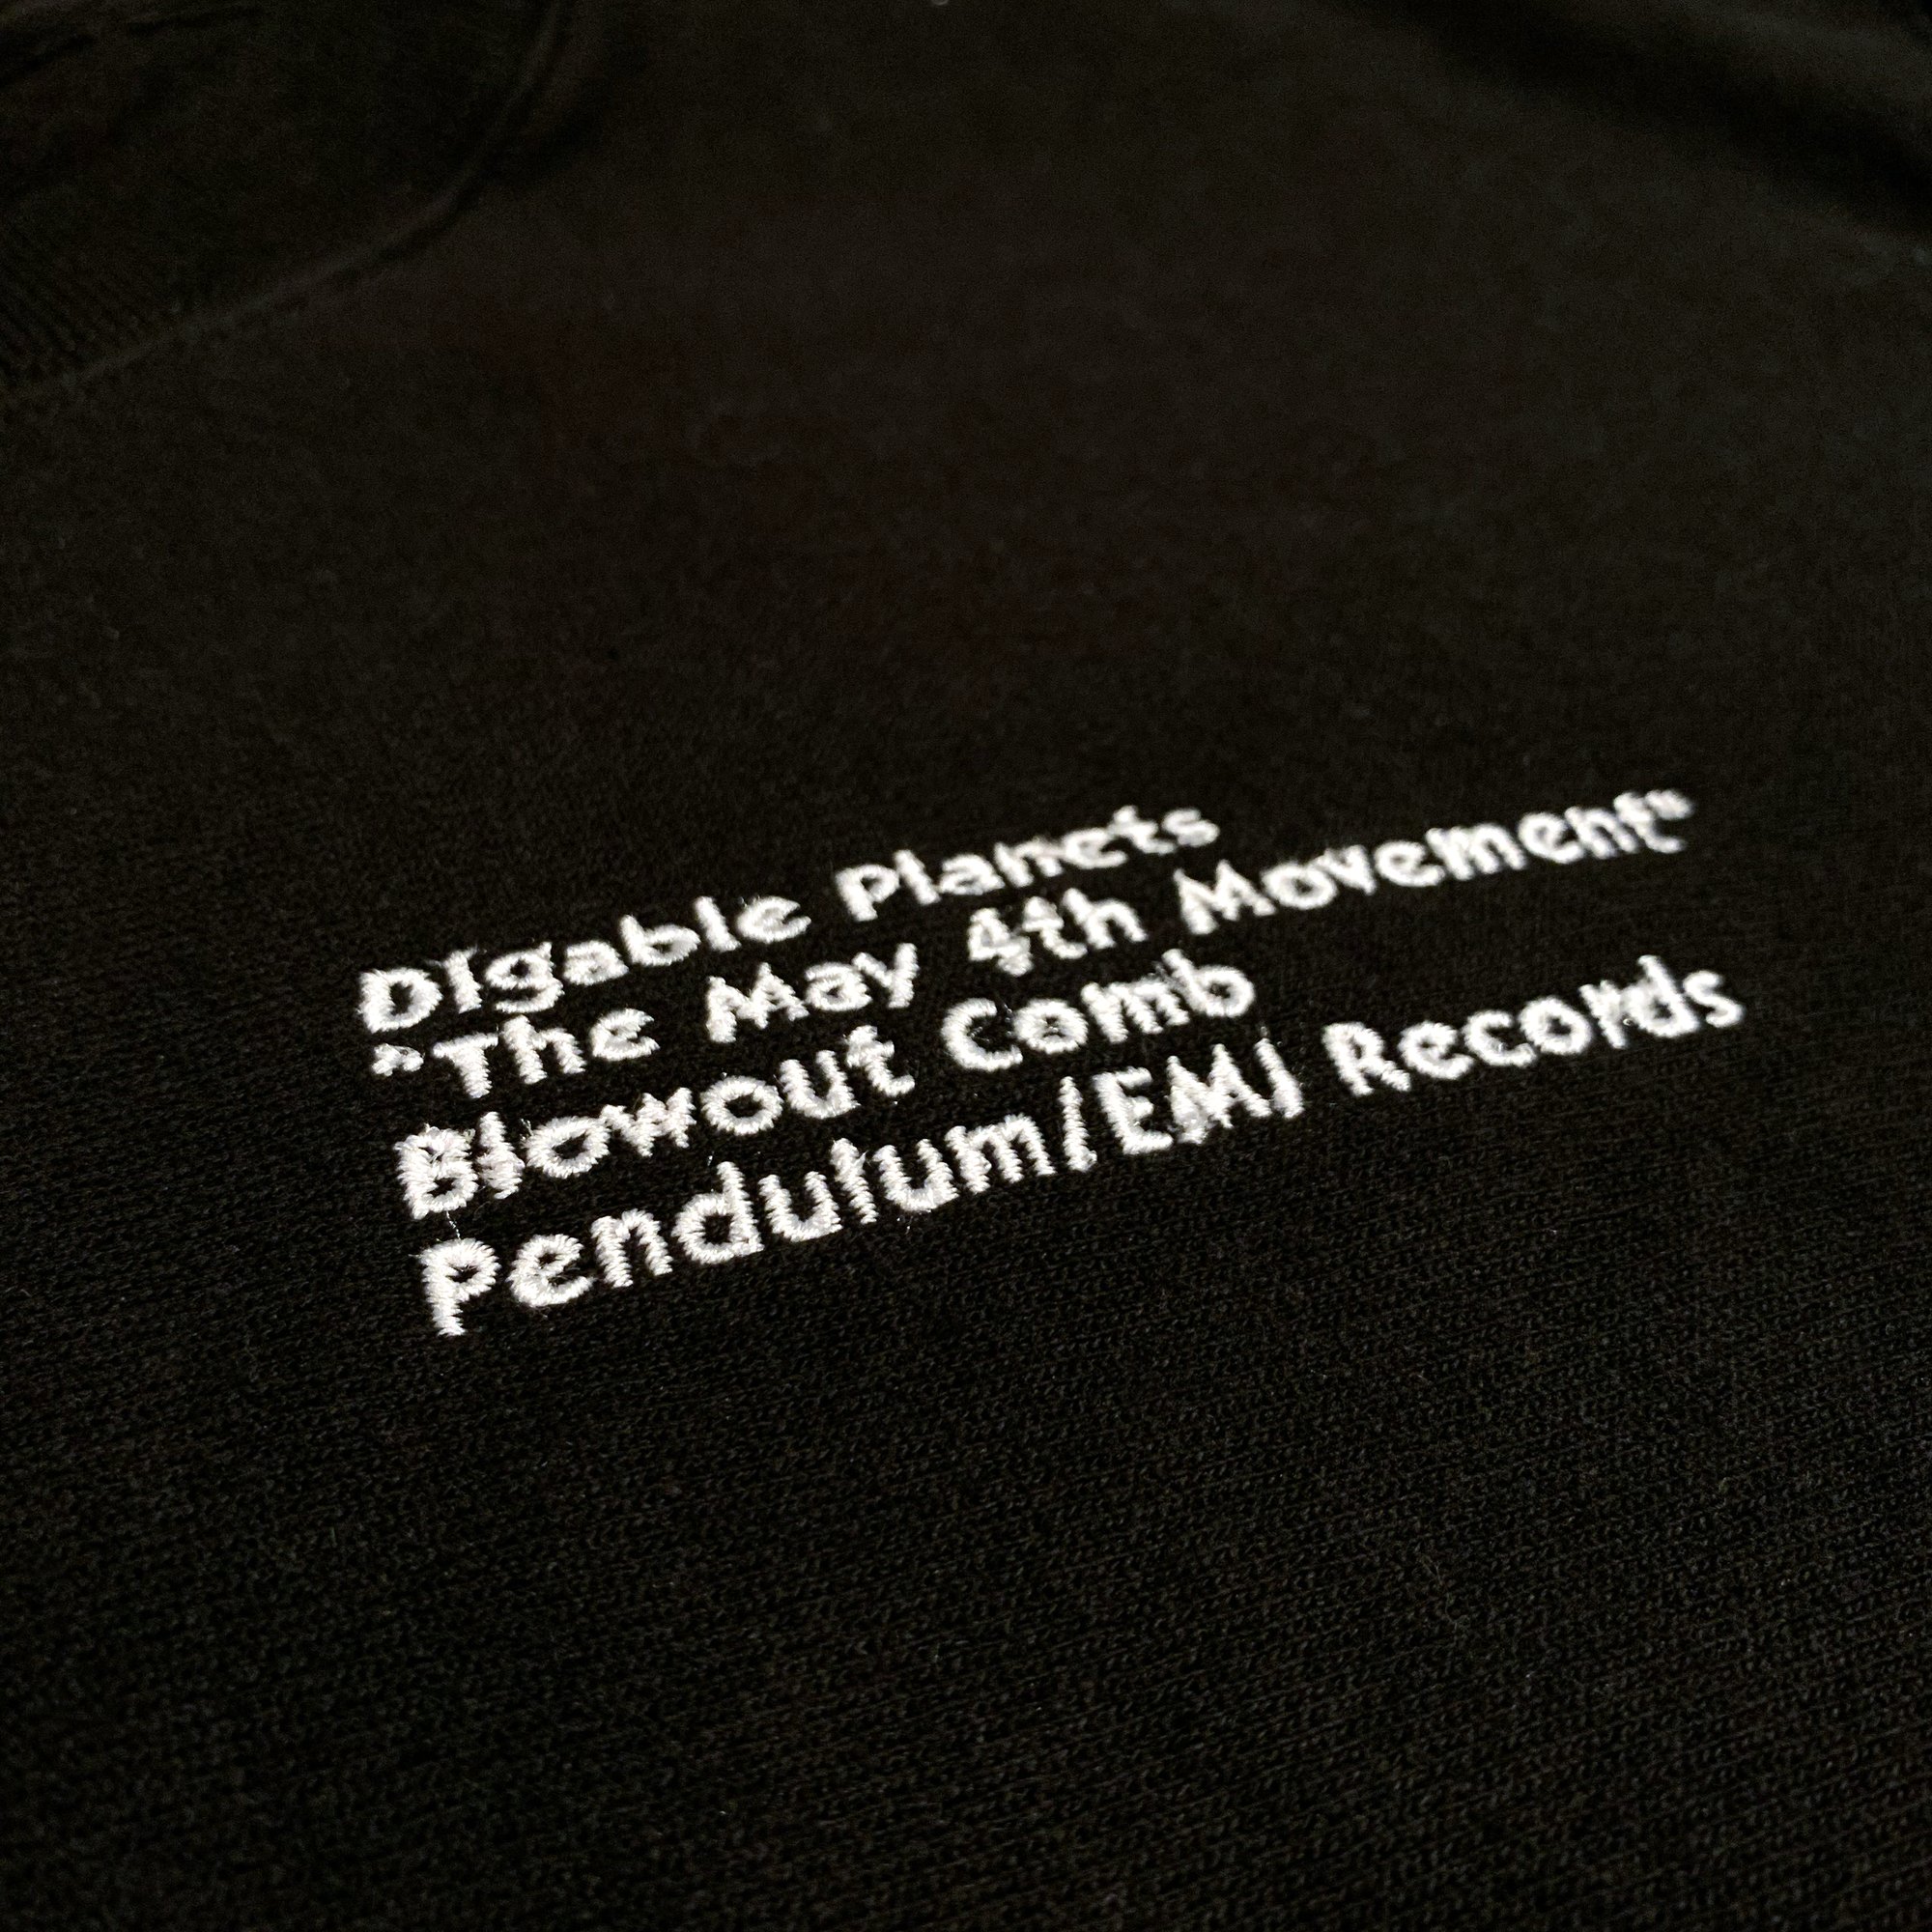 Digable Planets
"The May 4th Movement"
Blowout Comb
Pendulum/EMI Records